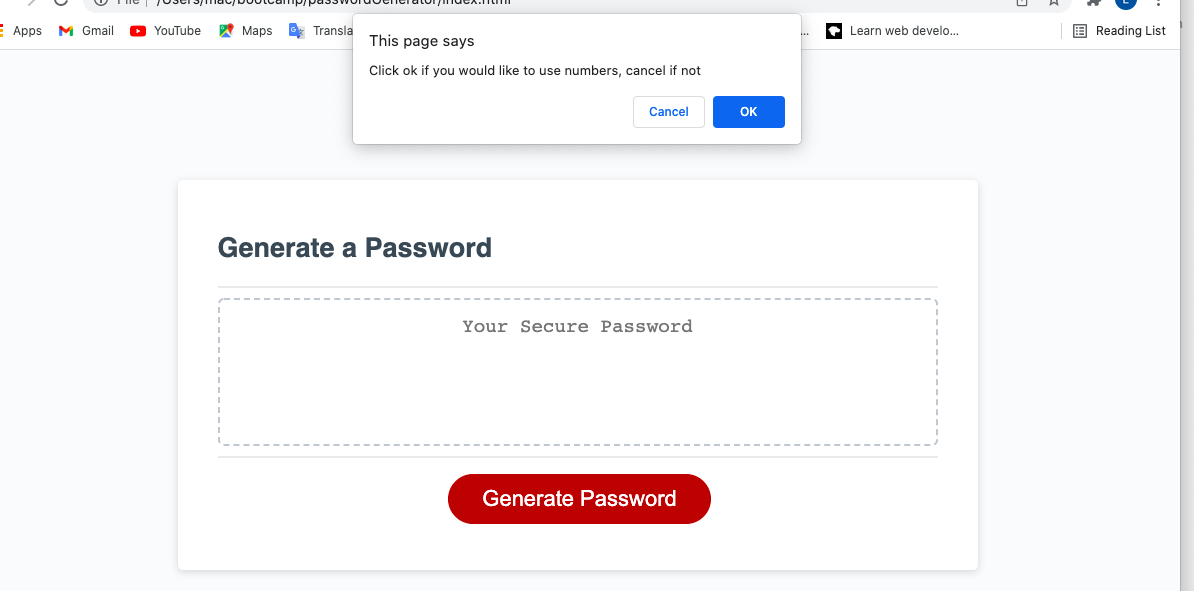 File /Users/mac/bootcamp/passwordGenerator/index.html
Apps Gmail YouTube Maps Transla ... Learn web develo... Reading List
This page says
Click ok if you would like to use numbers, cancel if not
Cancel OK
Generate a Password
Your Secure Password
Generate Password